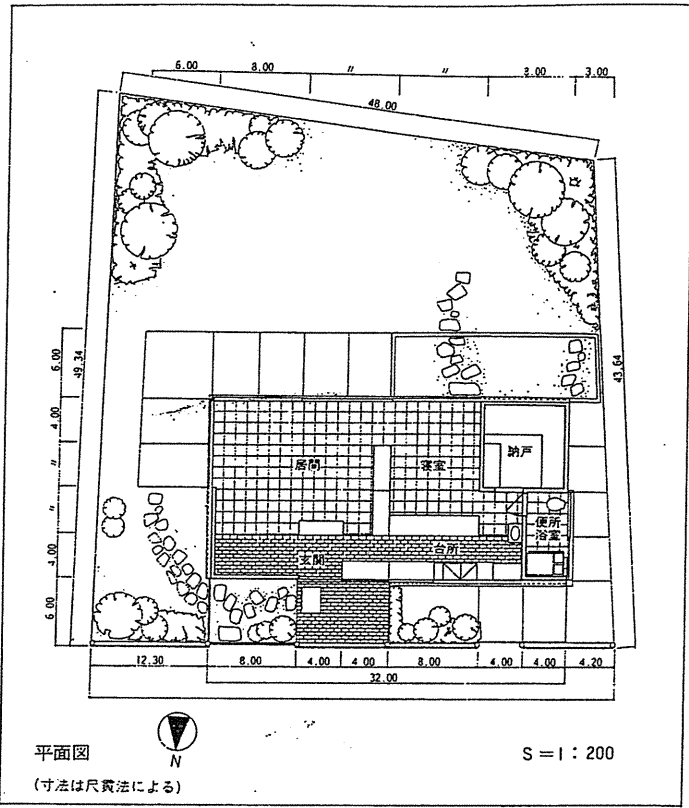 6.00 8.00 〃 〃 8.00 3.00
48.00
6.00
49.34
43.64
4.00
〃
〃
4.00
6.00
居間
寝室
納戸
便所
浴室
台所
玄関
12.30 8.00 4.00 4.00 8.00 4.00 4.00 4.20
32.00
平面図
N
S=1:200
(寸法は尺貫法による)